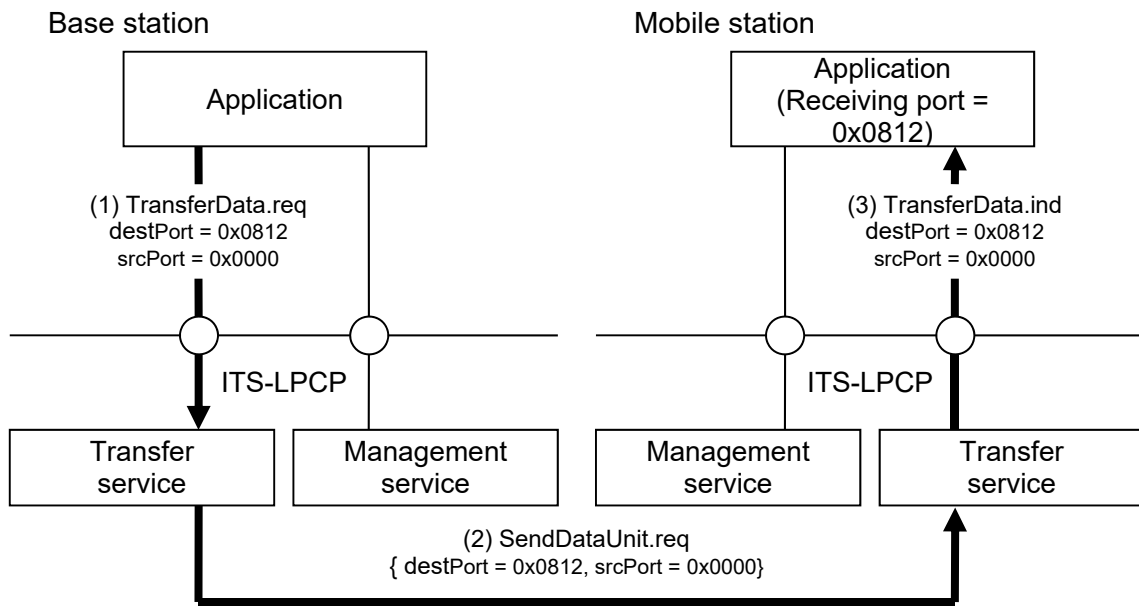 Base station
Mobile station
Application
Application
(Receiving port =
0x0812)
(1) TransferData.req
destPort = 0x0812
srcPort = 0x0000
(3) TransferData.ind
destPort = 0x0812
srcPort = 0x0000
ITS-LPCP
ITS-LPCP
Transfer
service
Management
service
Management
service
Transfer
service
(2) SendDataUnit.req
{ destPort = 0x0812, srcPort = 0x0000}